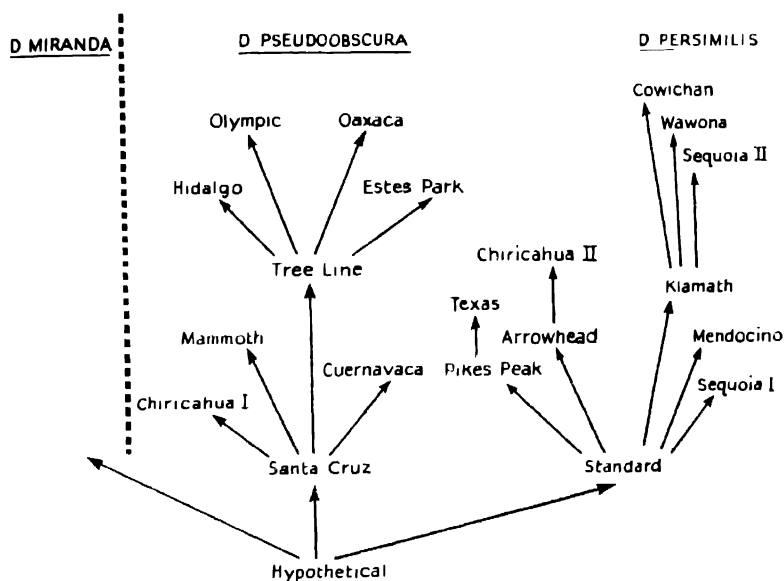 D MIRANDA
D PSEUDOOBSCURA
D PERSIMILIS
Cowichan
Olympic
Oaxaca
Wawona
Sequoia II
Hidalgo
Estes Park
Chiricahua II
Tree Line
Klamath
Texas
Mammoth
Arrowhead
Mendocino
Cuernavaca
Pikes Peak
Sequoia I
Chiricahua I
Santa Cruz
Standard
Hypothetical